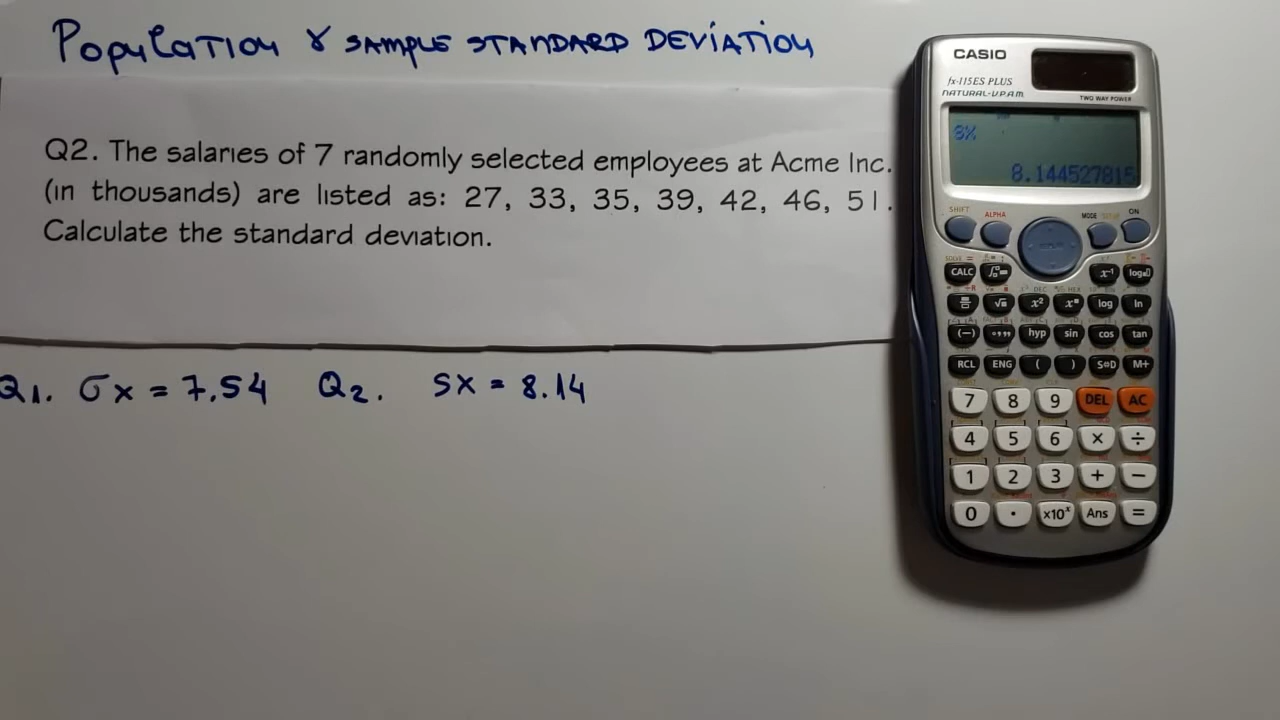 Population & SAMPLE STANDARD DEVIATION
Q2. The salaries of 7 randomly selected employees at Acme Inc.
(in thousands) are listed as: 27, 33, 35, 39, 42, 46, 51.
Calculate the standard deviation.
Q1. σx = 7.54 Q2. sx = 8.14
CASIO
fx-115ES PLUS
NATURAL-V.P.A.M.
TWO WAY POWER
sx
8.144527815
SHIFT ALPHA MODE SETUP ON
CALC ∫ x⁻¹ log
√ x² x■ log ln
(−) °,,, hyp sin cos tan
RCL ENG ( ) S⇔D M+
7 8 9 DEL AC
4 5 6 × ÷
1 2 3 + −
0 . ×10ˣ Ans =